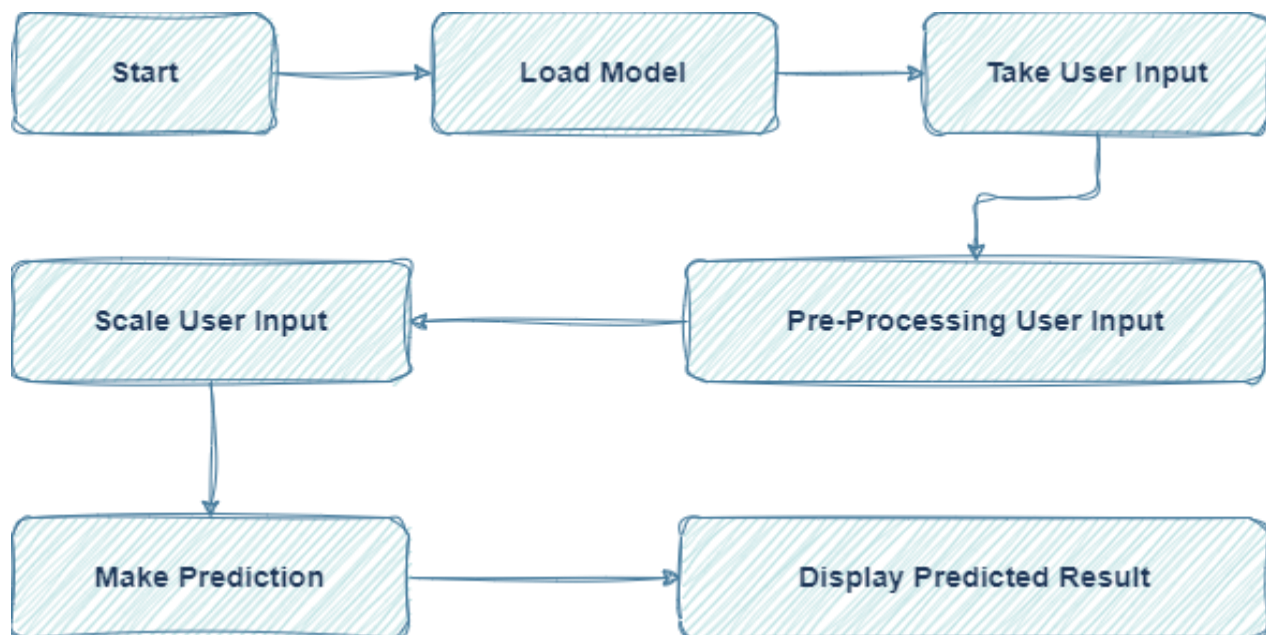 Start
Load Model
Take User Input
Pre-Processing User Input
Scale User Input
Make Prediction
Display Predicted Result